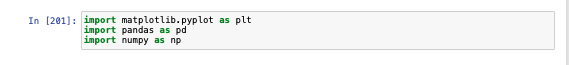 In [201]: import matplotlib.pyplot as plt
import pandas as pd
import numpy as np